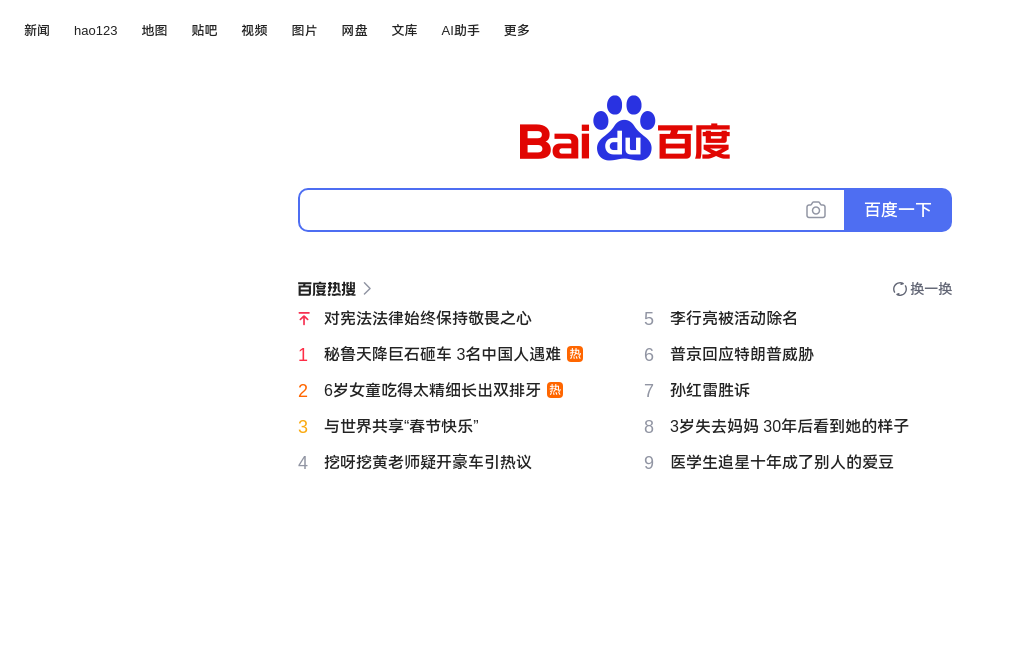 新闻 hao123 地图 贴吧 视频 图片 网盘 文库 AI助手 更多
Bai du 百度
百度一下
百度热搜 换一换
对宪法法律始终保持敬畏之心
1 秘鲁天降巨石砸车 3名中国人遇难 热
2 6岁女童吃得太精细长出双排牙 热
3 与世界共享“春节快乐”
4 挖呀挖黄老师疑开豪车引热议
5 李行亮被活动除名
6 普京回应特朗普威胁
7 孙红雷胜诉
8 3岁失去妈妈 30年后看到她的样子
9 医学生追星十年成了别人的爱豆